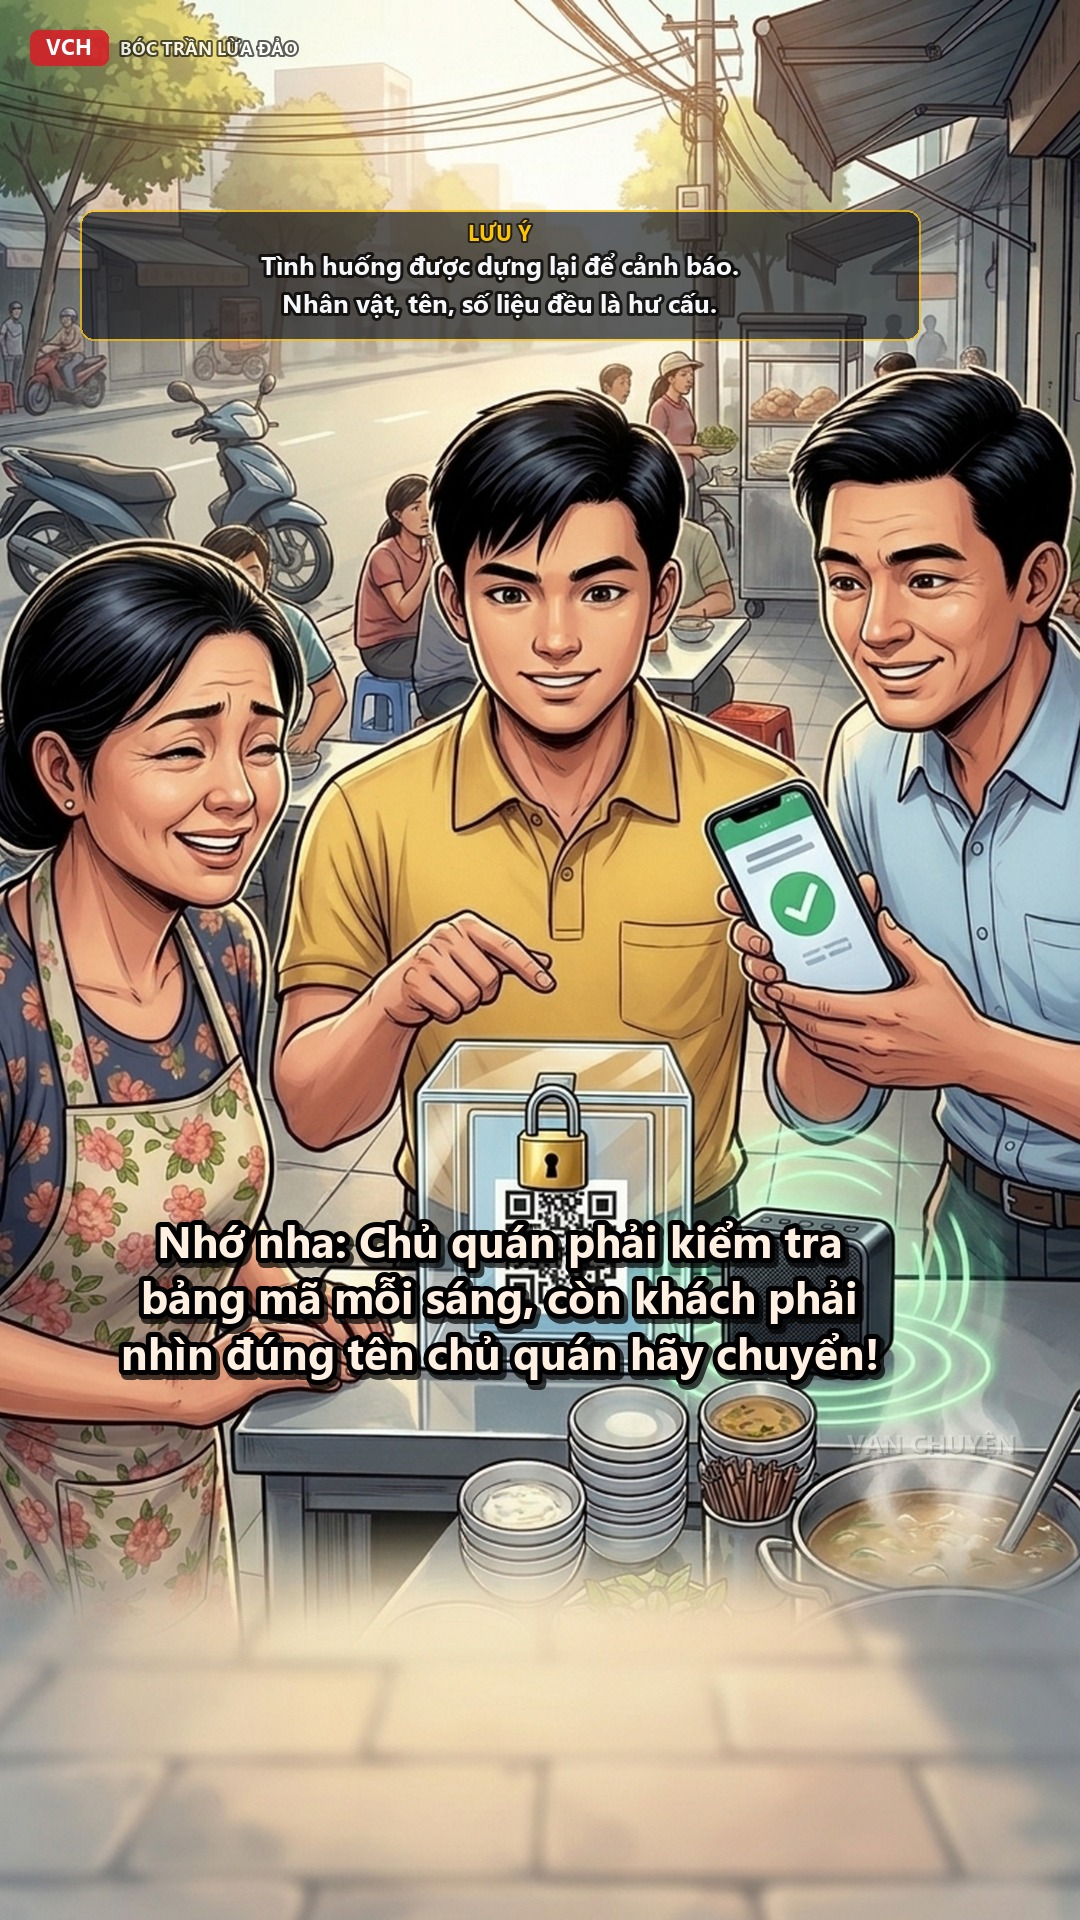 VCH BÓC TRẦN LỪA ĐẢO
LƯU Ý
Tình huống được dựng lại để cảnh báo.
Nhân vật, tên, số liệu đều là hư cấu.
Nhớ nha: Chủ quán phải kiểm tra
bảng mã mỗi sáng, còn khách phải
nhìn đúng tên chủ quán hãy chuyển!
VẠN CHUYỆN